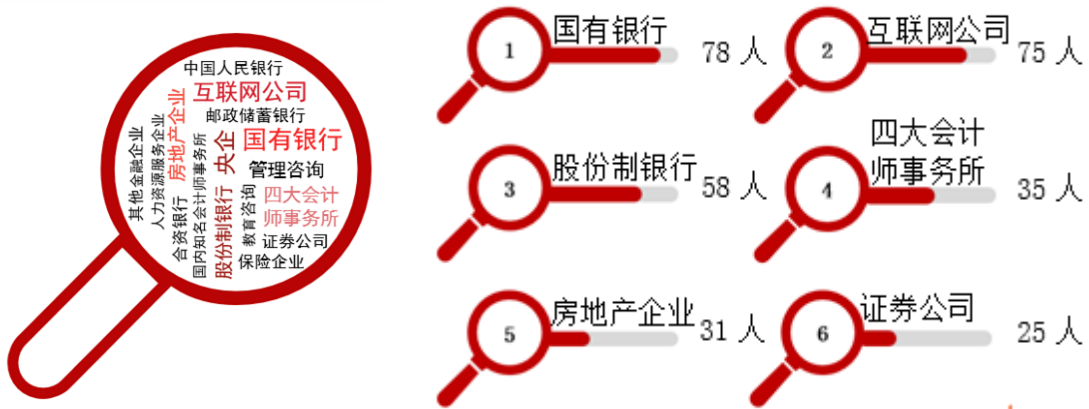 中国人民银行
互联网公司
邮政储蓄银行
国有银行
管理咨询
四大会计
师事务所
证券公司
保险企业
其他金融企业
人力资源服务企业
房地产企业
合资银行
国内知名会计师事务所
股份制银行
央企
教育咨询
1
国有银行
78 人
2
互联网公司
75 人
3
股份制银行
58 人
4
四大会计
师事务所
35 人
5
房地产企业
31 人
6
证券公司
25 人